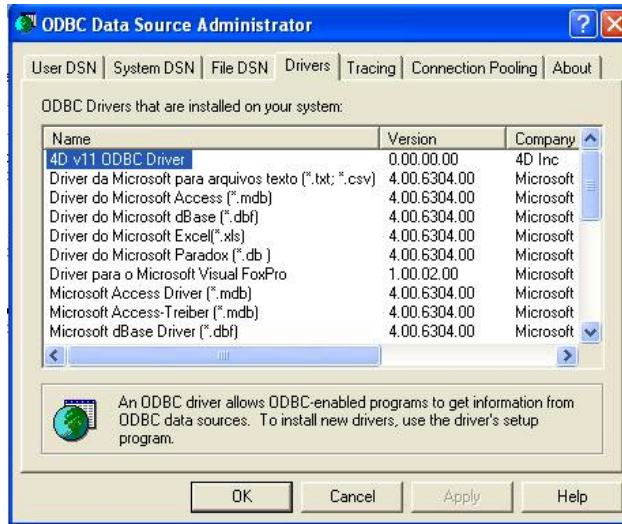 ODBC Data Source Administrator
User DSN System DSN File DSN Drivers Tracing Connection Pooling About
ODBC Drivers that are installed on your system:
Name Version Company
4D v11 ODBC Driver 0.00.00.00 4D Inc
Driver da Microsoft para arquivos texto (*.txt; *.csv) 4.00.6304.00 Microsoft
Driver do Microsoft Access (*.mdb) 4.00.6304.00 Microsoft
Driver do Microsoft dBase (*.dbf) 4.00.6304.00 Microsoft
Driver do Microsoft Excel(*.xls) 4.00.6304.00 Microsoft
Driver do Microsoft Paradox (*.db ) 4.00.6304.00 Microsoft
Driver para o Microsoft Visual FoxPro 1.00.02.00 Microsoft
Microsoft Access Driver (*.mdb) 4.00.6304.00 Microsoft
Microsoft Access-Treiber (*.mdb) 4.00.6304.00 Microsoft
Microsoft dBase Driver (*.dbf) 4.00.6304.00 Microsoft
An ODBC driver allows ODBC-enabled programs to get information from
ODBC data sources. To install new drivers, use the driver's setup
program.
OK Cancel Apply Help